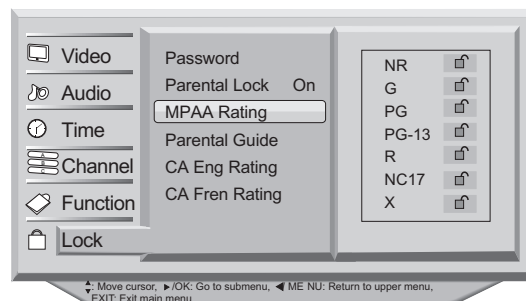 Video
Audio
Time
Channel
Function
Lock
Password
Parental Lock On
MPAA Rating
Parental Guide
CA Eng Rating
CA Fren Rating
NR
G
PG
PG-13
R
NC17
X
: Move cursor, ►/OK: Go to submenu, ◀ ME NU: Return to upper menu,
EXIT: Exit main menu